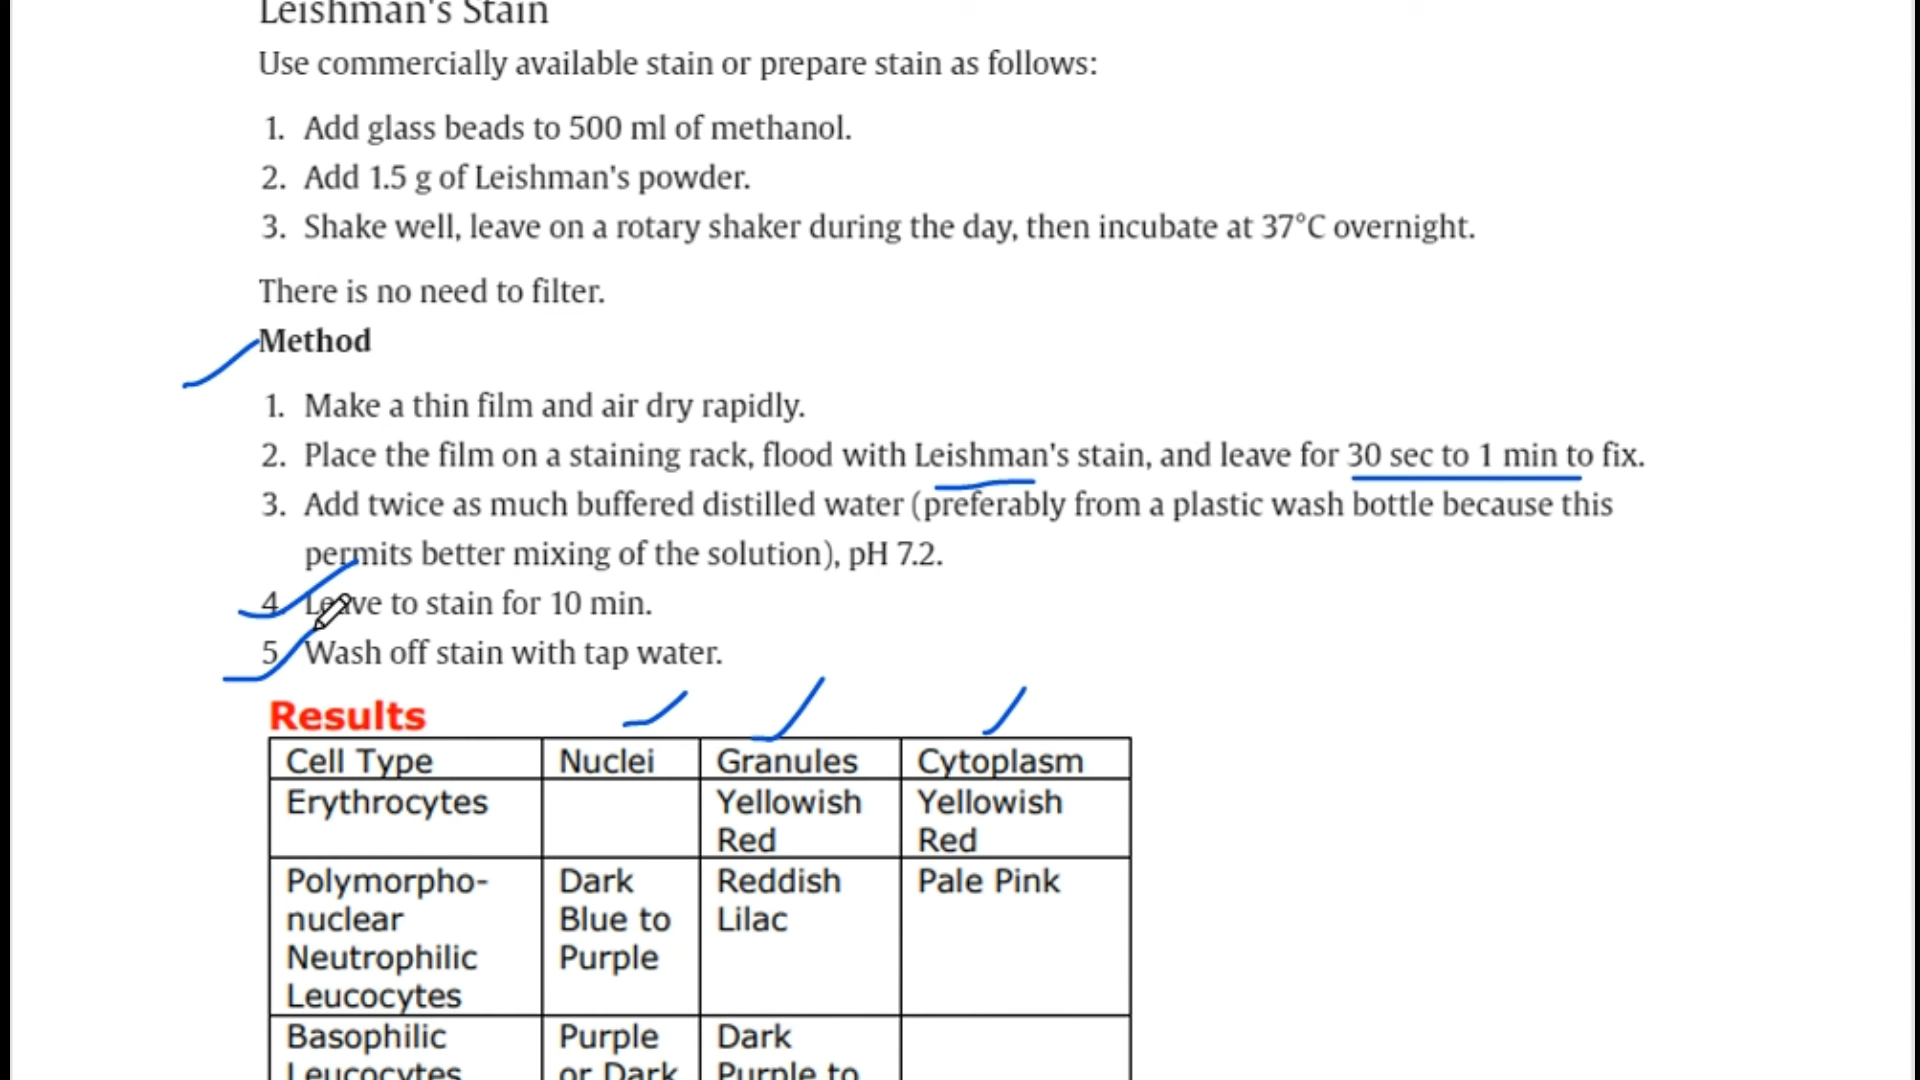 Leishman's Stain
Use commercially available stain or prepare stain as follows:
1. Add glass beads to 500 ml of methanol.
2. Add 1.5 g of Leishman's powder.
3. Shake well, leave on a rotary shaker during the day, then incubate at 37°C overnight.
There is no need to filter.
Method
1. Make a thin film and air dry rapidly.
2. Place the film on a staining rack, flood with Leishman's stain, and leave for 30 sec to 1 min to fix.
3. Add twice as much buffered distilled water (preferably from a plastic wash bottle because this
permits better mixing of the solution), pH 7.2.
4. Leave to stain for 10 min.
5. Wash off stain with tap water.
Results
Cell Type Nuclei Granules Cytoplasm
Erythrocytes Yellowish Yellowish
Red Red
Polymorpho- Dark Reddish Pale Pink
nuclear Blue to Lilac
Neutrophilic Purple
Leucocytes
Basophilic Purple Dark
Leucocytes or Dark Purple to